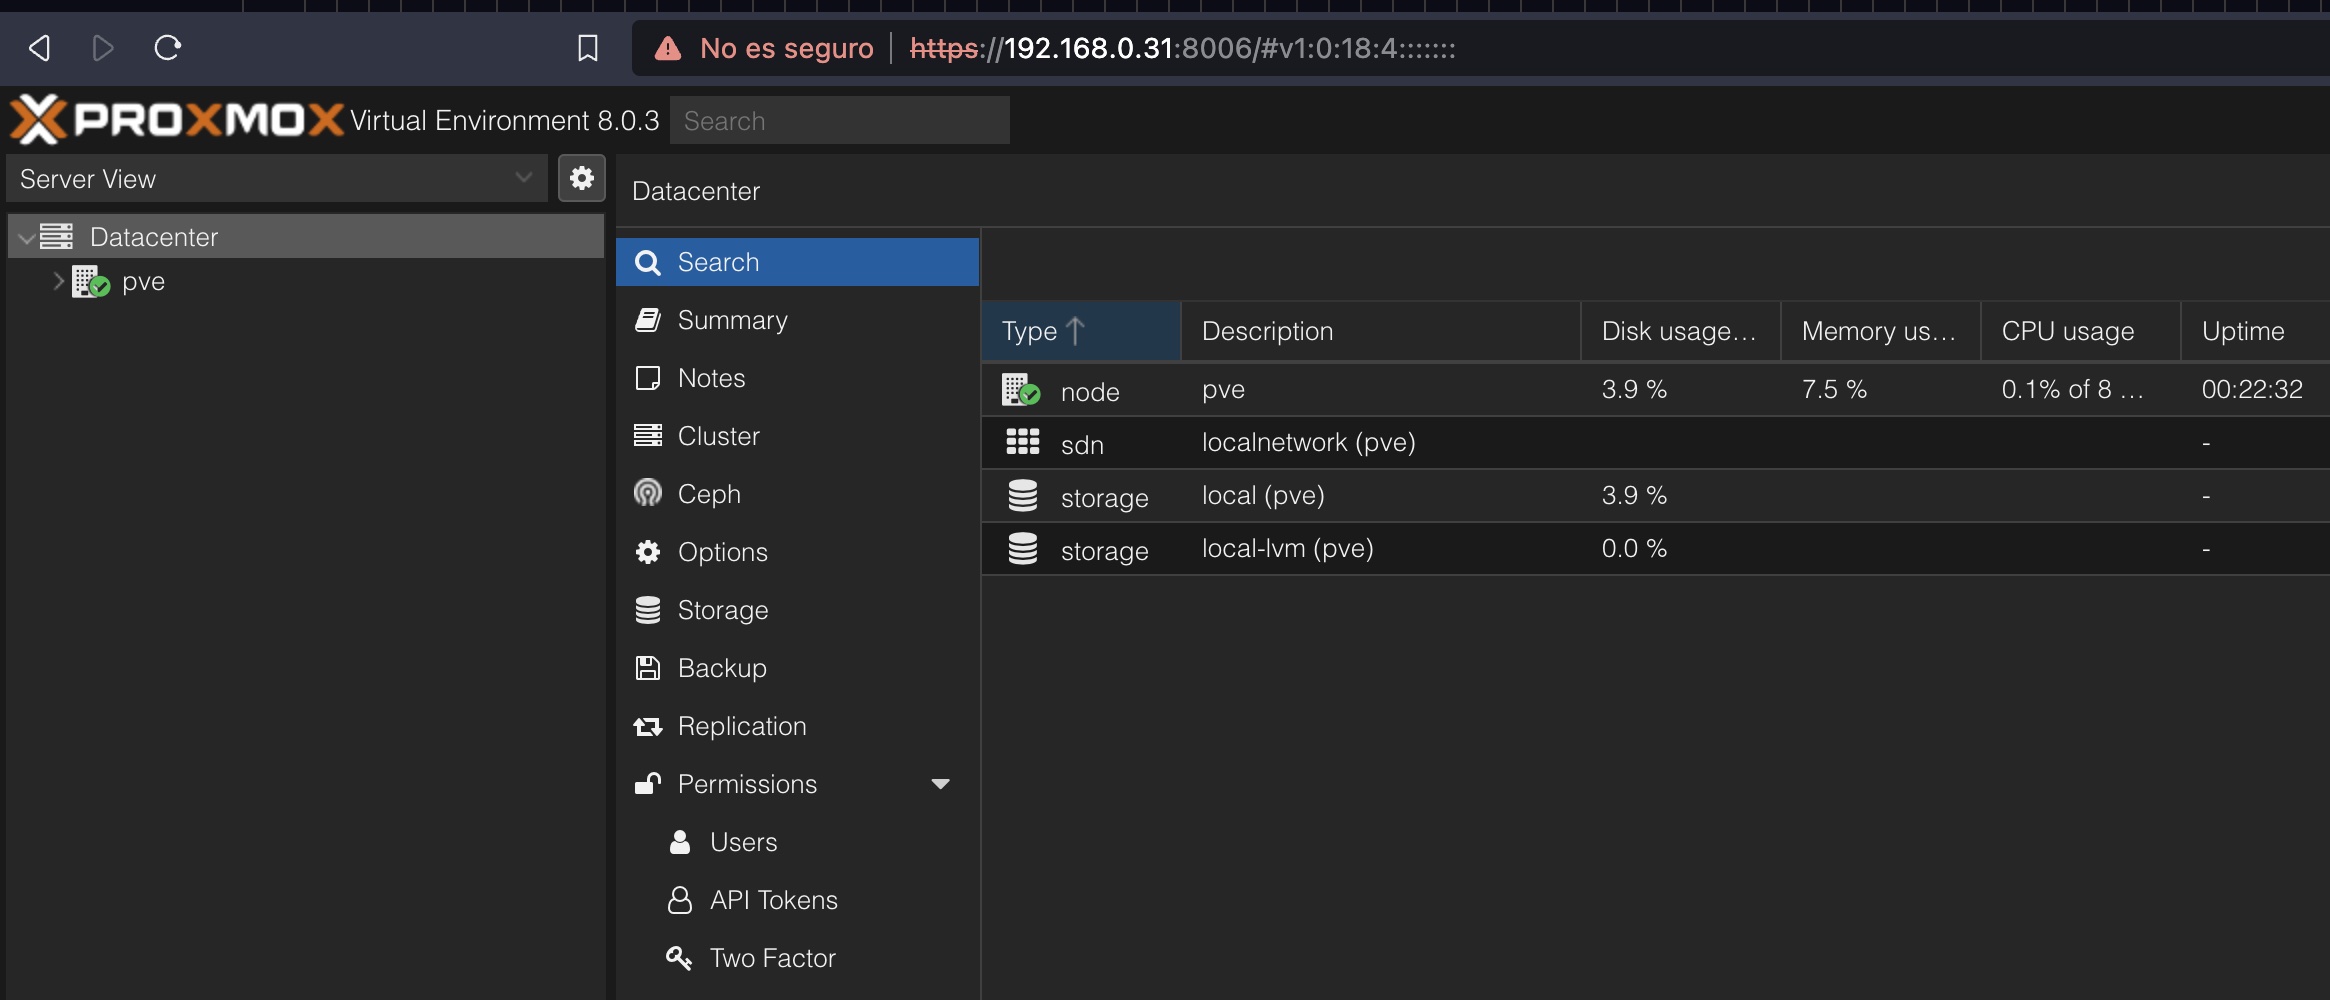 No es seguro https://192.168.0.31:8006/#v1:0:18:4:::::::
PROXMOX Virtual Environment 8.0.3 Search
Server View
Datacenter
pve
Datacenter
Search
Summary
Notes
Cluster
Ceph
Options
Storage
Backup
Replication
Permissions
Users
API Tokens
Two Factor
Type Description Disk usage... Memory us... CPU usage Uptime
node pve 3.9 % 7.5 % 0.1% of 8 ... 00:22:32
sdn localnetwork (pve) -
storage local (pve) 3.9 % -
storage local-lvm (pve) 0.0 % -